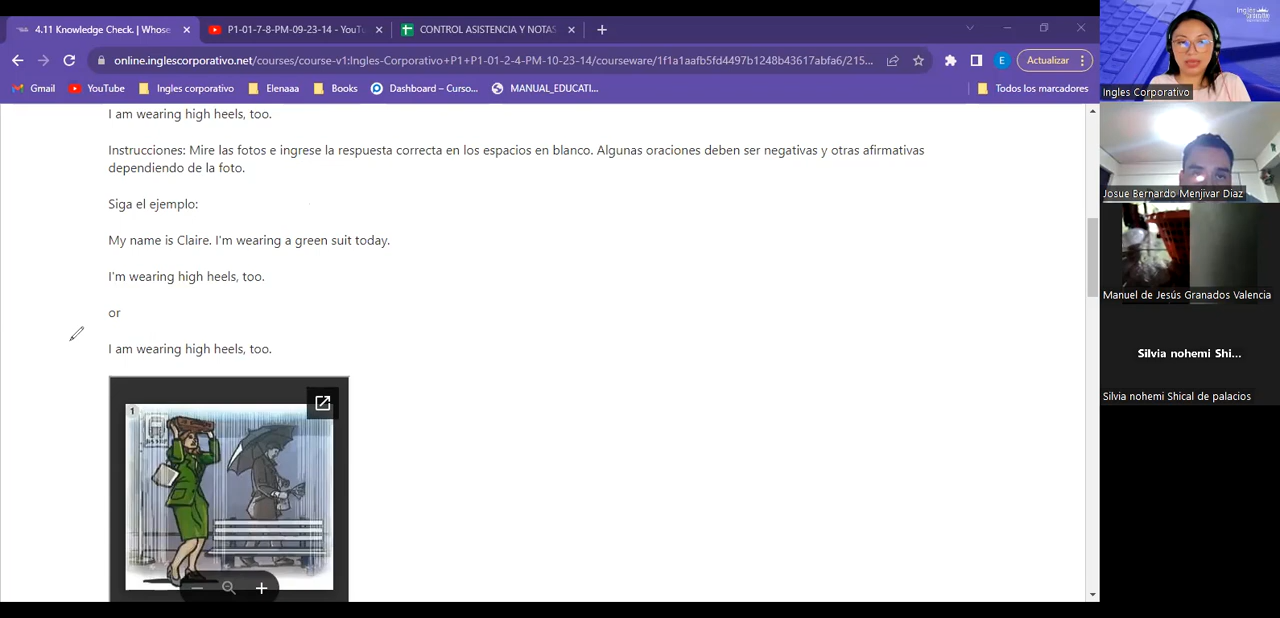 4.11 Knowledge Check. | Whose
P1-01-7-8-PM-09-23-14 - YouT
CONTROL ASISTENCIA Y NOTAS
online.inglescorporativo.net/courses/course-v1:Ingles-Corporativo+P1+P1-01-2-4-PM-10-23-14/courseware/1f1a1aafb5fd4497b1248b43617abfa6/215...
E
Actualizar
Gmail
YouTube
Ingles corporativo
Elenaaa
Books
Dashboard – Curso...
MANUAL_EDUCATI...
Todos los marcadores
I am wearing high heels, too.
Instrucciones: Mire las fotos e ingrese la respuesta correcta en los espacios en blanco. Algunas oraciones deben ser negativas y otras afirmativas
dependiendo de la foto.
Siga el ejemplo:
My name is Claire. I'm wearing a green suit today.
I'm wearing high heels, too.
or
I am wearing high heels, too.
1
Ingles
Ingles Corporativo
Josue Bernardo Menjivar Diaz
Manuel de Jesús Granados Valencia
Silvia nohemi Shi...
Silvia nohemi Shical de palacios